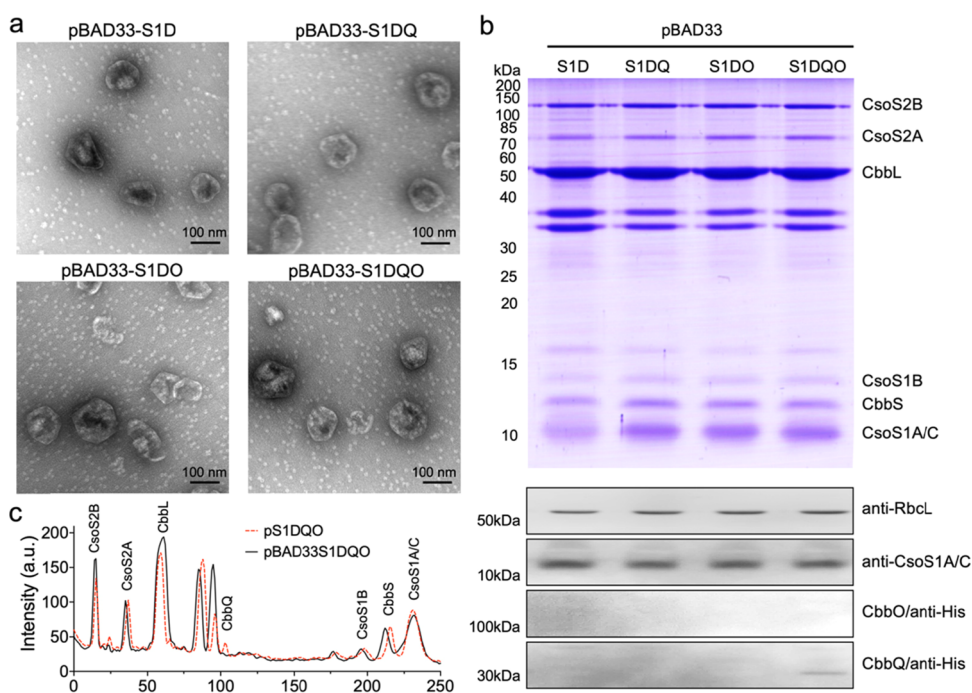 a
pBAD33-S1D
pBAD33-S1DQ
100 nm
100 nm
pBAD33-S1DO
pBAD33-S1DQO
100 nm
100 nm
b
pBAD33
kDa
S1D
S1DQ
S1DO
S1DQO
200
150
100
85
70
60
50
40
30
25
20
15
10
CsoS2B
CsoS2A
CbbL
CsoS1B
CbbS
CsoS1A/C
50kDa
anti-RbcL
10kDa
anti-CsoS1A/C
100kDa
CbbO/anti-His
30kDa
CbbQ/anti-His
c
Intensity (a.u.)
200
150
100
50
0
0
50
100
150
200
250
CsoS2B
CsoS2A
CbbL
CbbQ
CsoS1B
CbbS
CsoS1A/C
pS1DQO
pBAD33S1DQO